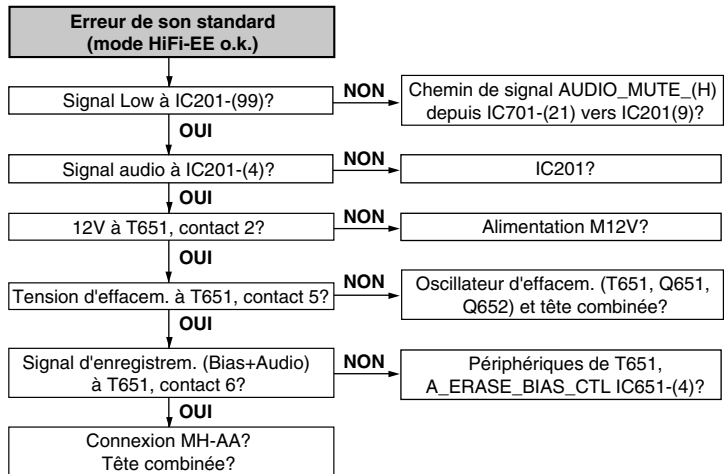 Erreur de son standard
(mode HiFi-EE o.k.)
Signal Low à IC201-(99)?
NON
Chemin de signal AUDIO_MUTE_(H)
depuis IC701-(21) vers IC201(9)?
OUI
Signal audio à IC201-(4)?
NON
IC201?
OUI
12V à T651, contact 2?
NON
Alimentation M12V?
OUI
Tension d'effacem. à T651, contact 5?
NON
Oscillateur d'effacem. (T651, Q651,
Q652) et tête combinée?
OUI
Signal d'enregistrem. (Bias+Audio)
à T651, contact 6?
NON
Périphériques de T651,
A_ERASE_BIAS_CTL IC651-(4)?
OUI
Connexion MH-AA?
Tête combinée?